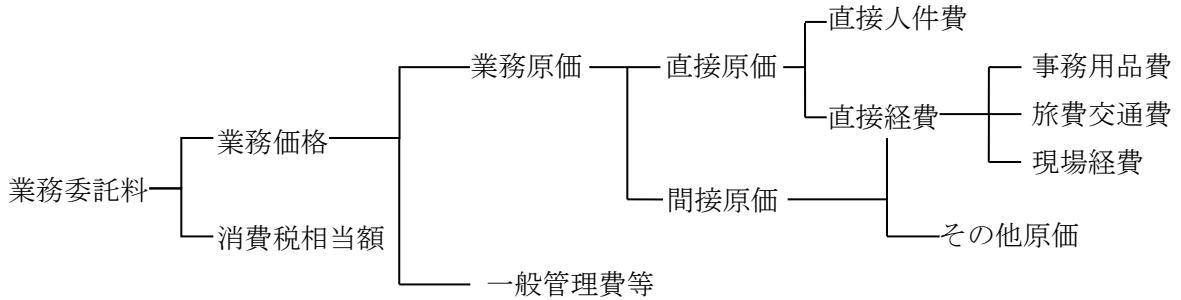 直接人件費
業務原価
直接原価
事務用品費
直接経費
旅費交通費
業務価格
現場経費
業務委託料
間接原価
消費税相当額
その他原価
一般管理費等